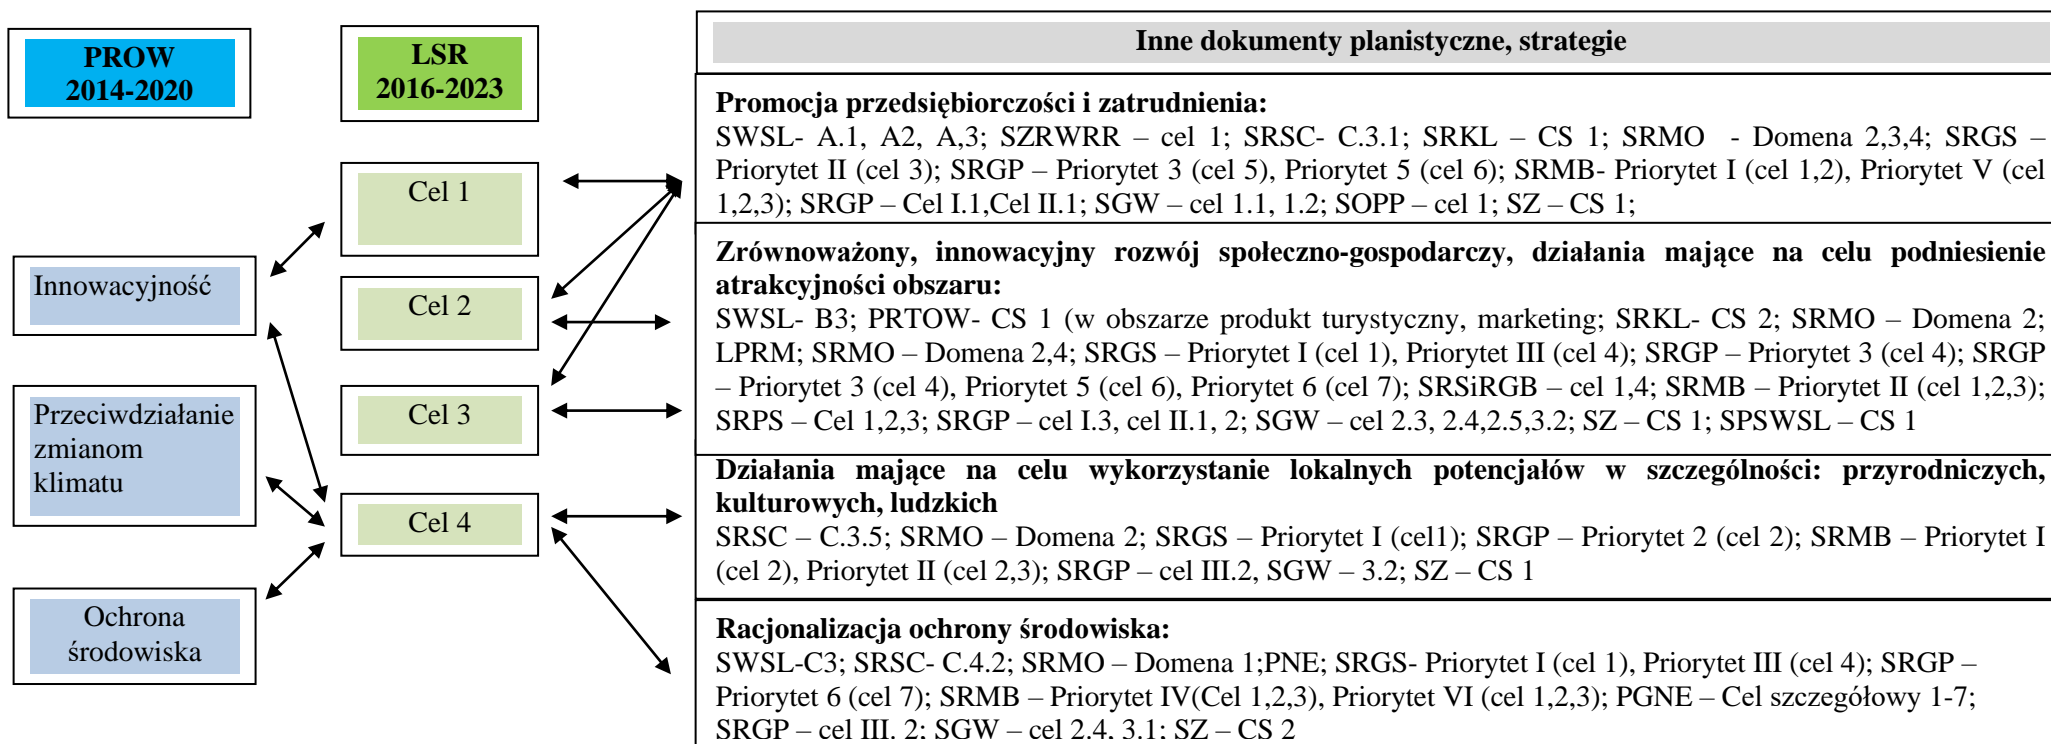 PROW
2014-2020
LSR
2016-2023
Inne dokumenty planistyczne, strategie
Innowacyjność
Przeciwdziałanie
zmianom
klimatu
Ochrona
środowiska
Cel 1
Cel 2
Cel 3
Cel 4
Promocja przedsiębiorczości i zatrudnienia:
SWSL- A.1, A2, A,3; SZRWRR – cel 1; SRSC- C.3.1; SRKL – CS 1; SRMO - Domena 2,3,4; SRGS –
Priorytet II (cel 3); SRGP – Priorytet 3 (cel 5), Priorytet 5 (cel 6); SRMB- Priorytet I (cel 1,2), Priorytet V (cel
1,2,3); SRGP – Cel I.1,Cel II.1; SGW – cel 1.1, 1.2; SOPP – cel 1; SZ – CS 1;
Zrównoważony, innowacyjny rozwój społeczno-gospodarczy, działania mające na celu podniesienie
atrakcyjności obszaru:
SWSL- B3; PRTOW- CS 1 (w obszarze produkt turystyczny, marketing; SRKL- CS 2; SRMO – Domena 2;
LPRM; SRMO – Domena 2,4; SRGS – Priorytet I (cel 1), Priorytet III (cel 4); SRGP – Priorytet 3 (cel 4); SRGP
– Priorytet 3 (cel 4), Priorytet 5 (cel 6), Priorytet 6 (cel 7); SRSiRGB – cel 1,4; SRMB – Priorytet II (cel 1,2,3);
SRPS – Cel 1,2,3; SRGP – cel I.3, cel II.1, 2; SGW – cel 2.3, 2.4,2.5,3.2; SZ – CS 1; SPSWSL – CS 1
Działania mające na celu wykorzystanie lokalnych potencjałów w szczególności: przyrodniczych,
kulturowych, ludzkich
SRSC – C.3.5; SRMO – Domena 2; SRGS – Priorytet I (cel1); SRGP – Priorytet 2 (cel 2); SRMB – Priorytet I
(cel 2), Priorytet II (cel 2,3); SRGP – cel III.2, SGW – 3.2; SZ – CS 1
Racjonalizacja ochrony środowiska:
SWSL-C3; SRSC- C.4.2; SRMO – Domena 1;PNE; SRGS- Priorytet I (cel 1), Priorytet III (cel 4); SRGP –
Priorytet 6 (cel 7); SRMB – Priorytet IV(Cel 1,2,3), Priorytet VI (cel 1,2,3); PGNE – Cel szczegółowy 1-7;
SRGP – cel III. 2; SGW – cel 2.4, 3.1; SZ – CS 2